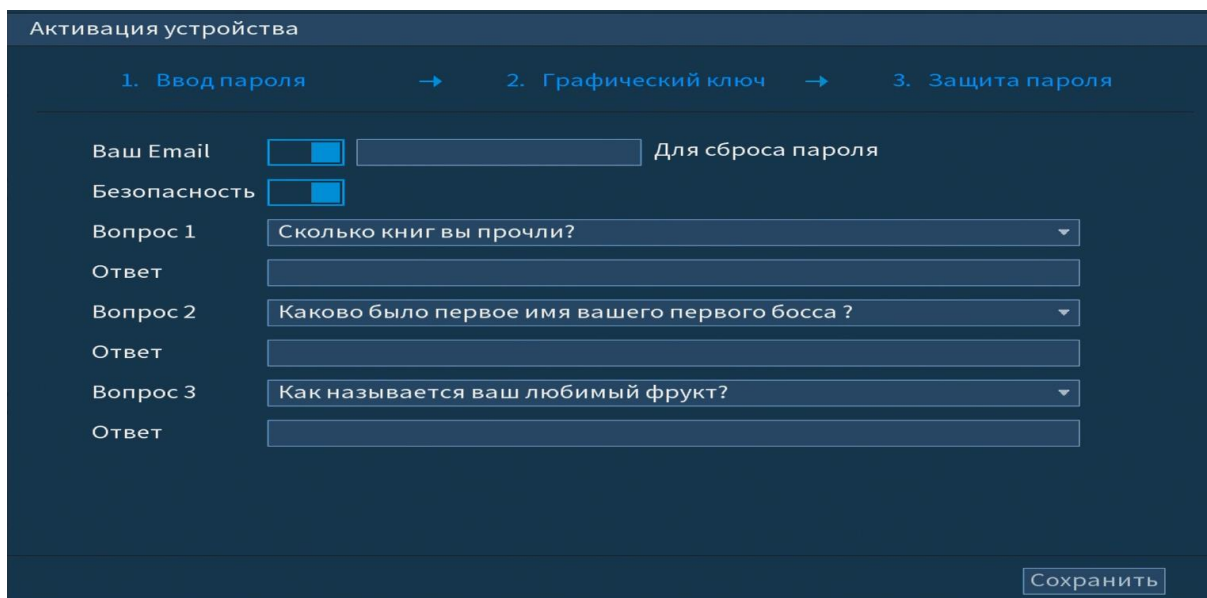 Активация устройства
1. Ввод пароля → 2. Графический ключ → 3. Защита пароля
Ваш Email Для сброса пароля
Безопасность
Вопрос 1 Сколько книг вы прочли?
Ответ
Вопрос 2 Каково было первое имя вашего первого босса ?
Ответ
Вопрос 3 Как называется ваш любимый фрукт?
Ответ
Сохранить